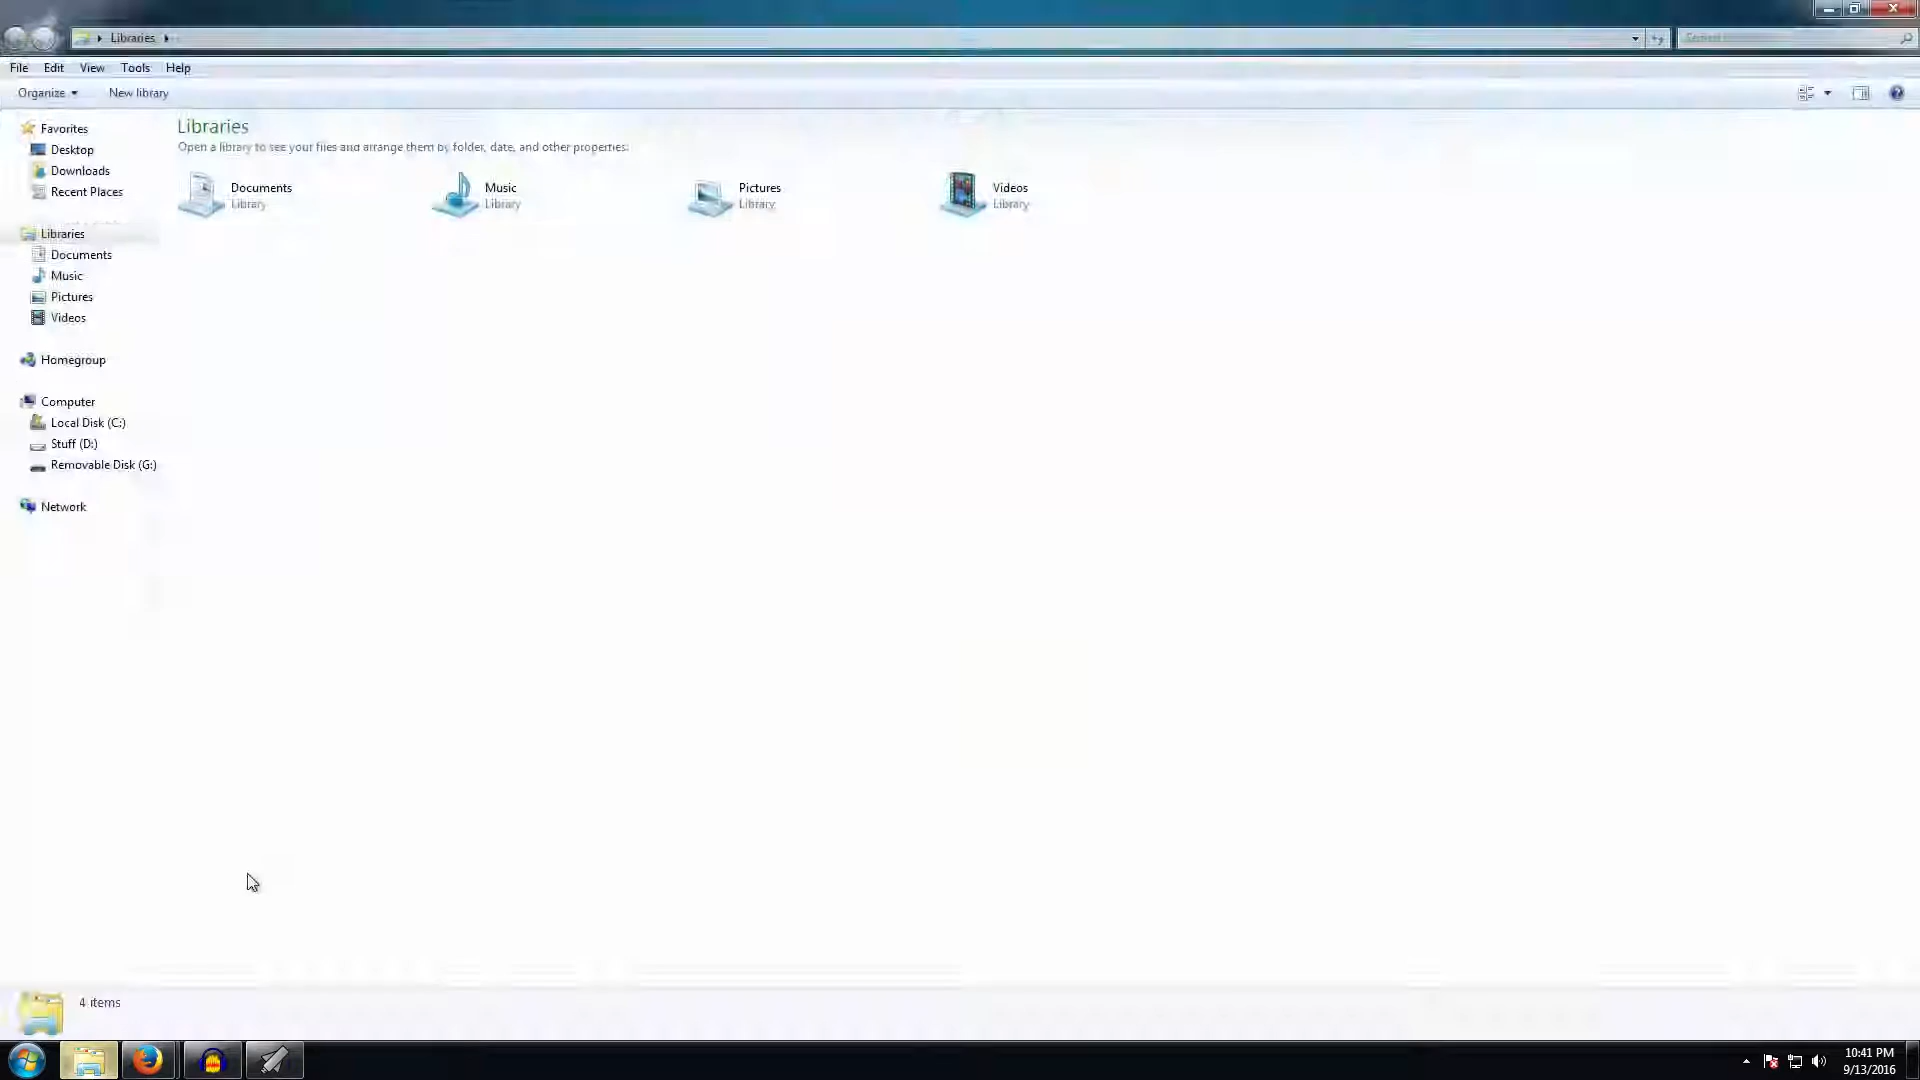 Libraries
File Edit View Tools Help
Organize New library
Favorites
Desktop
Downloads
Recent Places
Libraries
Documents
Music
Pictures
Videos
Homegroup
Computer
Local Disk (C:)
Stuff (D:)
Removable Disk (G:)
Network
Libraries
Open a library to see your files and arrange them by folder, date, and other properties.
Documents
Library
Music
Library
Pictures
Library
Videos
Library
4 items
10:41 PM
9/13/2016